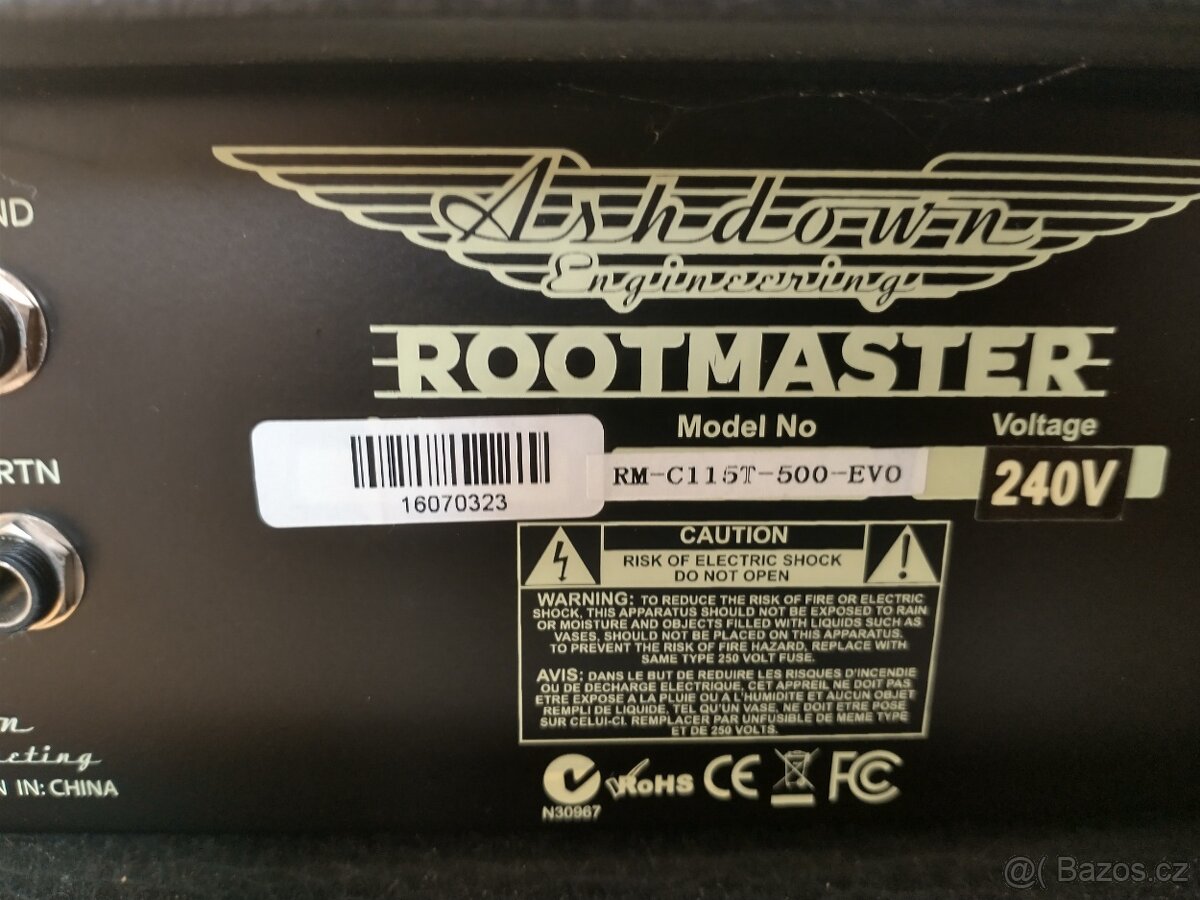 ND
Ashdown
Engineering
ROOTMASTER
Model No
Voltage
RTN
16070323
RM-C115T-500-EVO
240V
CAUTION
RISK OF ELECTRIC SHOCK
DO NOT OPEN
WARNING: TO REDUCE THE RISK OF FIRE OR ELECTRIC
SHOCK, THIS APPARATUS SHOULD NOT BE EXPOSED TO RAIN
OR MOISTURE AND OBJECTS FILLED WITH LIQUIDS SUCH AS
VASES, SHOULD NOT BE PLACED ON THIS APPARATUS.
TO PREVENT THE RISK OF FIRE HAZARD, REPLACE WITH
SAME TYPE 250 VOLT FUSE.
AVIS: DANS LE BUT DE REDUIRE LES RISQUES D'INCENDIE
OU DE DECHARGE ELECTRIQUE, CET APPREIL NE DOIT PAS
ETRE EXPOSE A LA PLUIE OU A L'HUMIDITE ET AUCUN OBJET
REMPLI DE LIQUIDE, TEL QU'UN VASE, NE DOIT ETRE POSE
SUR CELUI-CI. REMPLACER PAR UNFUSIBLE DE MEME TYPE
ET DE 250 VOLTS.
N IN: CHINA
RoHS CE FC
N30967
@( Bazos.cz